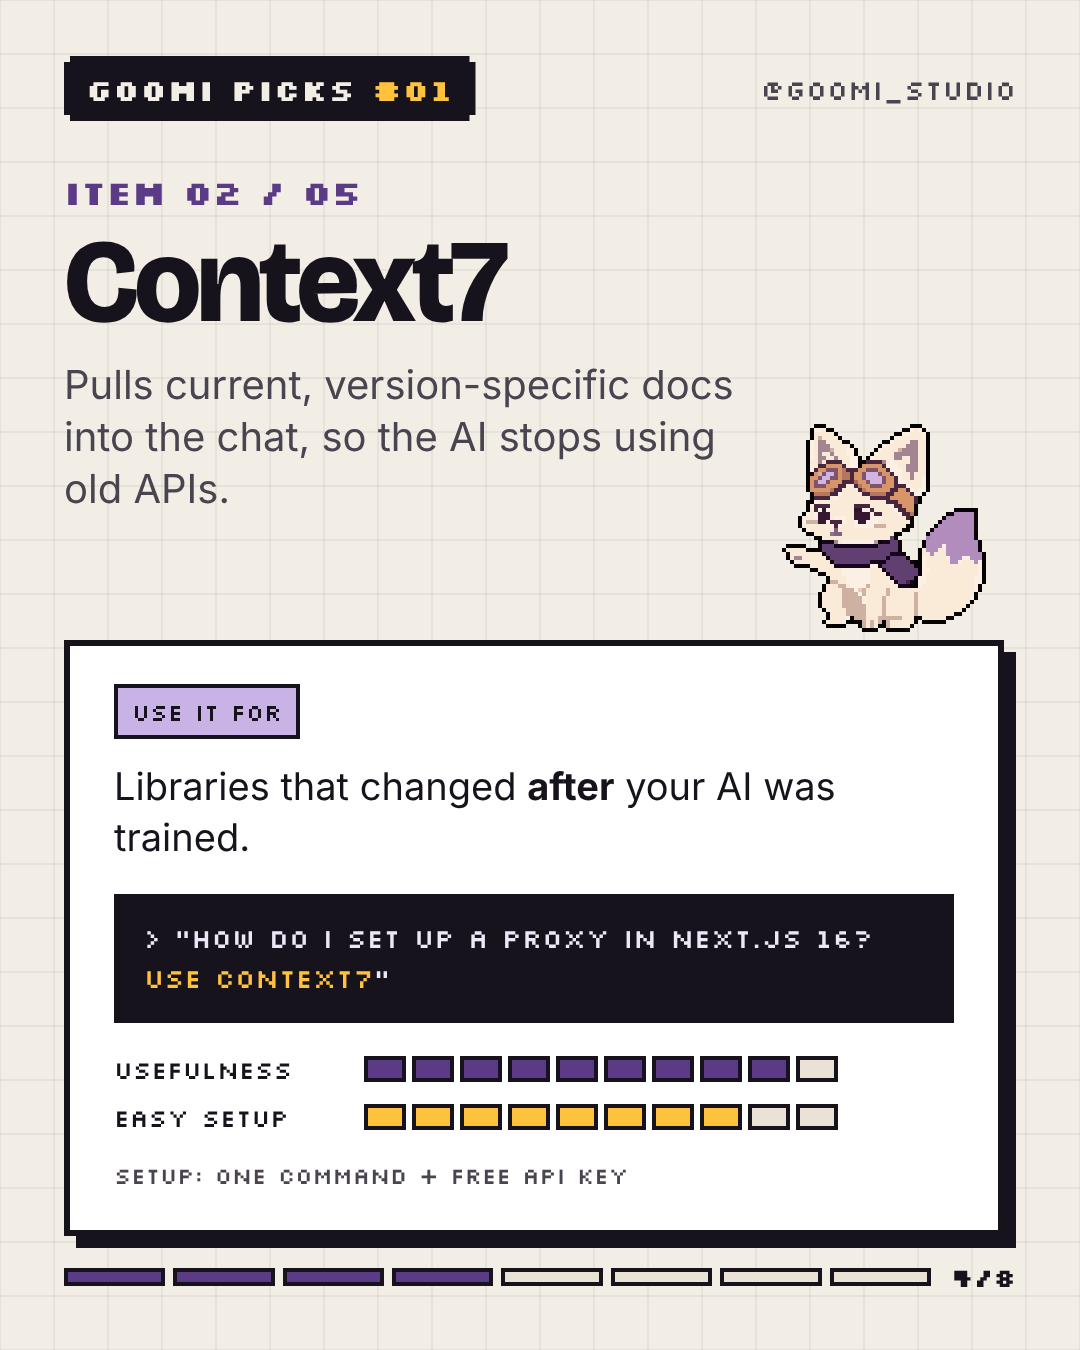 GOOMI PICKS #01
@GOOMI_STUDIO
ITEM 02 / 05
Context7
Pulls current, version-specific docs
into the chat, so the AI stops using
old APIs.
USE IT FOR
Libraries that changed after your AI was
trained.
> "HOW DO I SET UP A PROXY IN NEXT.JS 16?
USE CONTEXT7"
USEFULNESS
EASY SETUP
SETUP: ONE COMMAND + FREE API KEY
4/8